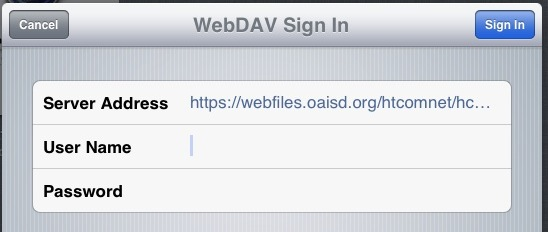 Cancel WebDAV Sign In Sign In
Server Address https://webfiles.oaisd.org/htcomnet/hc…
User Name
Password